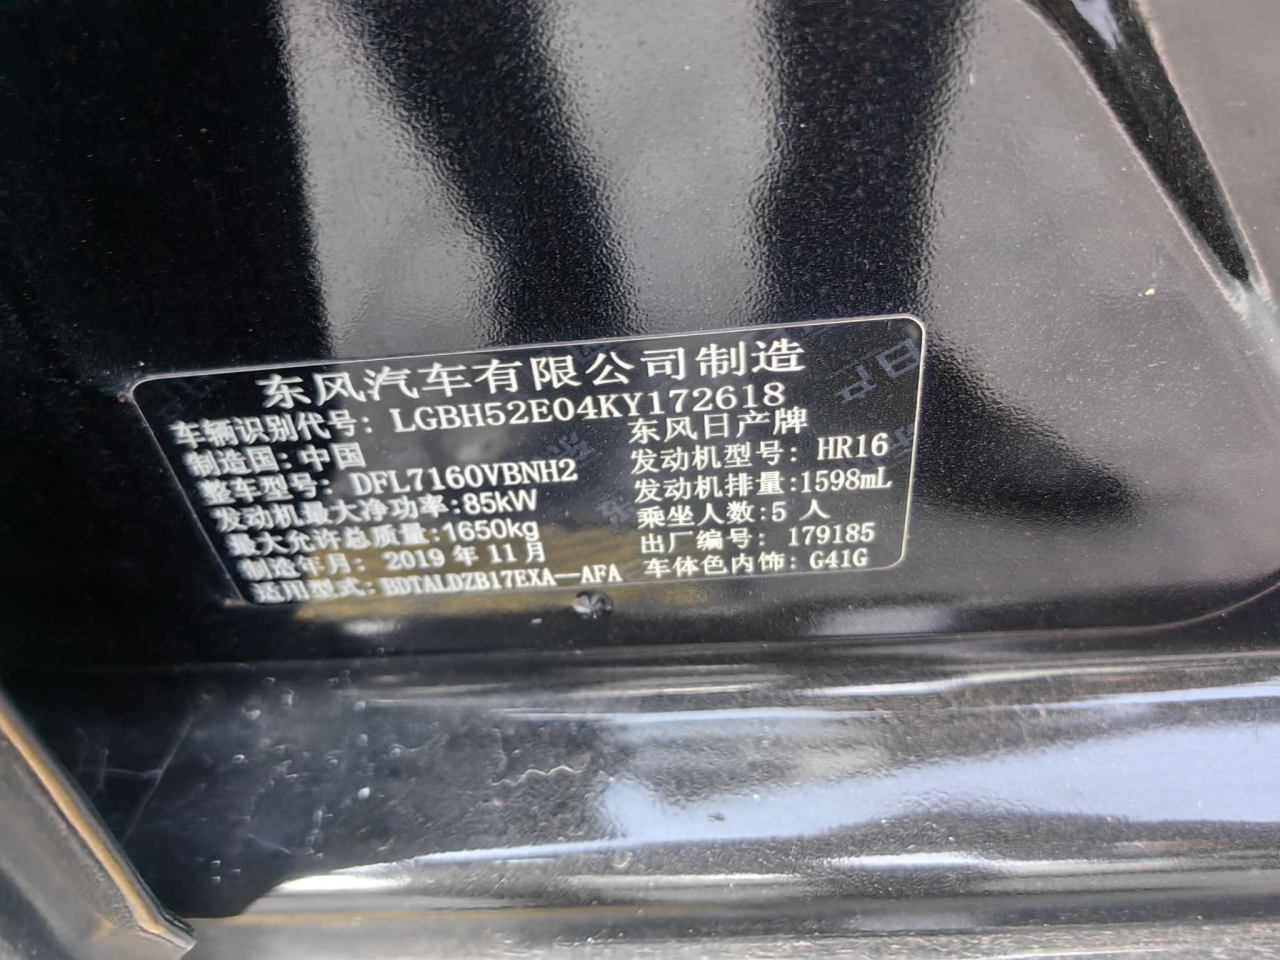 东风汽车有限公司制造
车辆识别代号: LGBH52E04KY172618
制造国: 中国 东风日产牌
整车型号: DFL7160VBNH2 发动机型号: HR16
发动机最大净功率:85kW 发动机排量:1598mL
最大允许总质量:1650kg 乘坐人数:5 人
制造年月: 2019 年 11 月 出厂编号: 179185
适用型式: BDTALDZB17EXA--AFA 车体色内饰: G41G